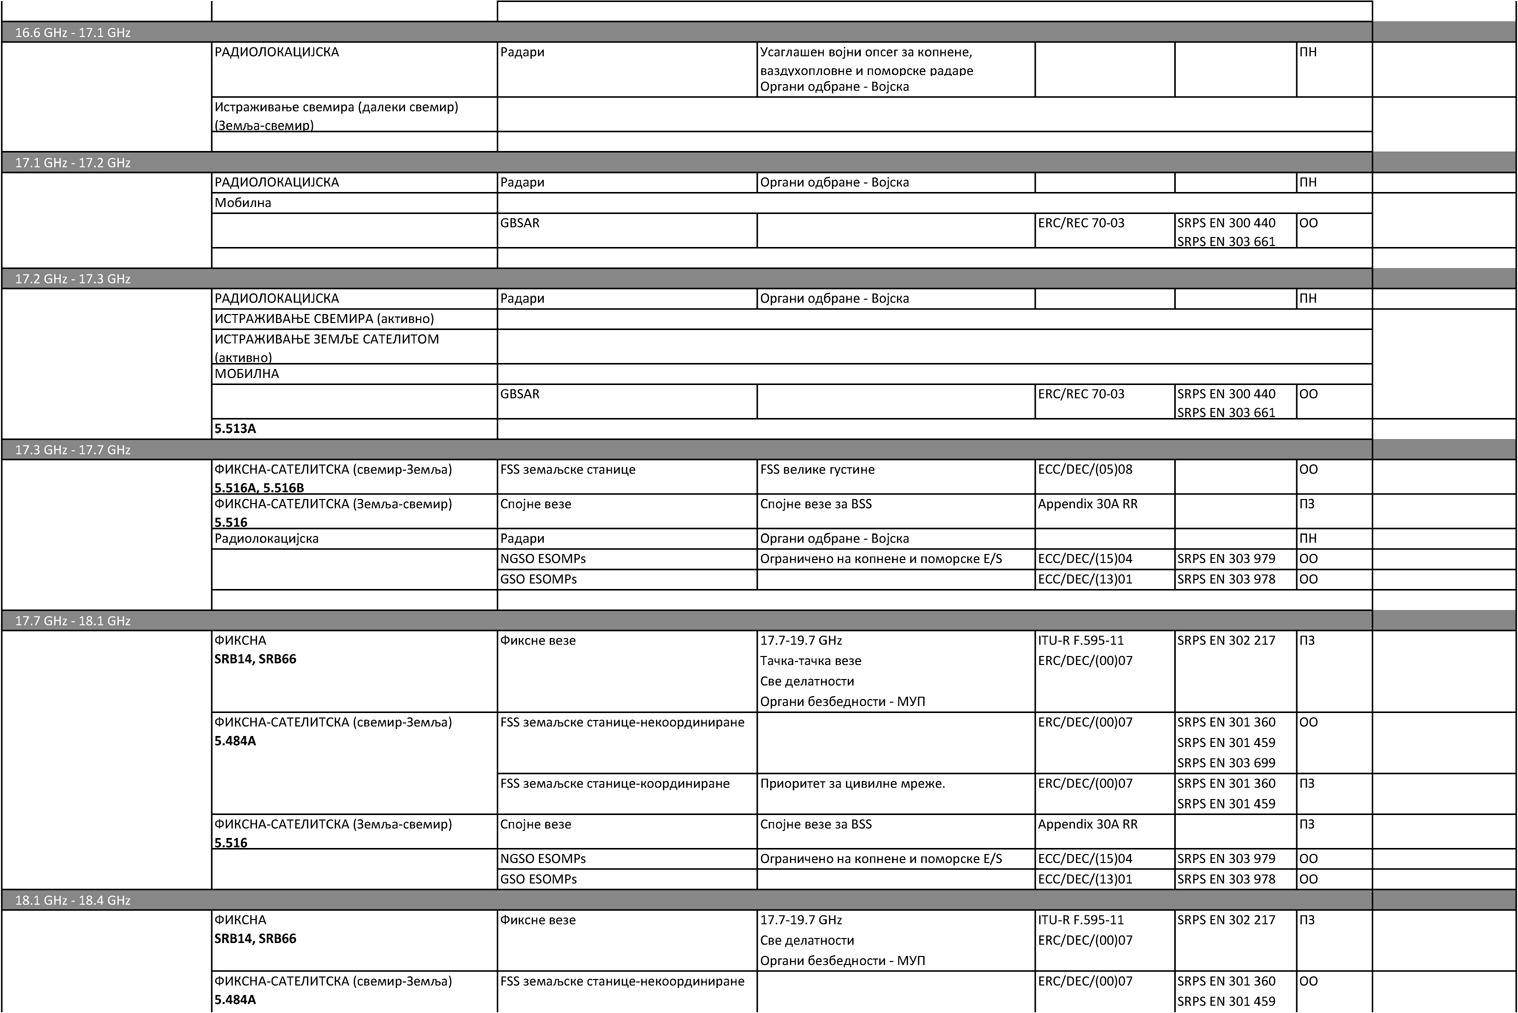 16.6 GHz - 17.1 GHz
РАДИОЛОКАЦИЈСКА Радари Усаглашен војни опсег за копнене, ПН
ваздухопловне и поморске радаре
Органи одбране - Војска
Истраживање свемира (далеки свемир)
(Земља-свемир)
17.1 GHz - 17.2 GHz
РАДИОЛОКАЦИЈСКА Радари Органи одбране - Војска ПН
Мобилна
GBSAR ERC/REC 70-03 SRPS EN 300 440 ОО
SRPS EN 303 661
17.2 GHz - 17.3 GHz
РАДИОЛОКАЦИЈСКА Радари Органи одбране - Војска ПН
ИСТРАЖИВАЊЕ СВЕМИРА (активно)
ИСТРАЖИВАЊЕ ЗЕМЉЕ САТЕЛИТОМ
(активно)
МОБИЛНА
GBSAR ERC/REC 70-03 SRPS EN 300 440 ОО
SRPS EN 303 661
5.513A
17.3 GHz - 17.7 GHz
ФИКСНА-САТЕЛИТСКА (свемир-Земља) FSS земаљске станице FSS велике густине ECC/DEC/(05)08 ОО
5.516A, 5.516B
ФИКСНА-САТЕЛИТСКА (Земља-свемир) Спојне везе Спојне везе за BSS Appendix 30A RR ПЗ
5.516
Радиолокацијска Радари Органи одбране - Војска ПН
NGSO ESOMPs Ограничено на копнене и поморске E/S ECC/DEC/(15)04 SRPS EN 303 979 ОО
GSO ESOMPs ECC/DEC/(13)01 SRPS EN 303 978 ОО
17.7 GHz - 18.1 GHz
ФИКСНА Фиксне везе 17.7-19.7 GHz ITU-R F.595-11 SRPS EN 302 217 ПЗ
SRB14, SRB66 Тачка-тачка везе ERC/DEC/(00)07
Све делатности
Органи безбедности - МУП
ФИКСНА-САТЕЛИТСКА (свемир-Земља) FSS земаљске станице-некоординиране ERC/DEC/(00)07 SRPS EN 301 360 ОО
5.484A SRPS EN 301 459
SRPS EN 303 699
FSS земаљске станице-координиране Приоритет за цивилне мреже. ERC/DEC/(00)07 SRPS EN 301 360 ПЗ
SRPS EN 301 459
ФИКСНА-САТЕЛИТСКА (Земља-свемир) Спојне везе Спојне везе за BSS Appendix 30A RR ПЗ
5.516
NGSO ESOMPs Ограничено на копнене и поморске E/S ECC/DEC/(15)04 SRPS EN 303 979 ОО
GSO ESOMPs ECC/DEC/(13)01 SRPS EN 303 978 ОО
18.1 GHz - 18.4 GHz
ФИКСНА Фиксне везе 17.7-19.7 GHz ITU-R F.595-11 SRPS EN 302 217 ПЗ
SRB14, SRB66 Све делатности ERC/DEC/(00)07
Органи безбедности - МУП
ФИКСНА-САТЕЛИТСКА (свемир-Земља) FSS земаљске станице-некоординиране ERC/DEC/(00)07 SRPS EN 301 360 ОО
5.484A SRPS EN 301 459